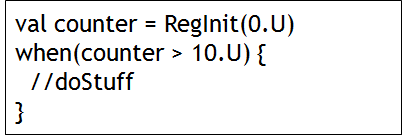 val counter = RegInit(0.U)
when(counter > 10.U) {
  //doStuff
}